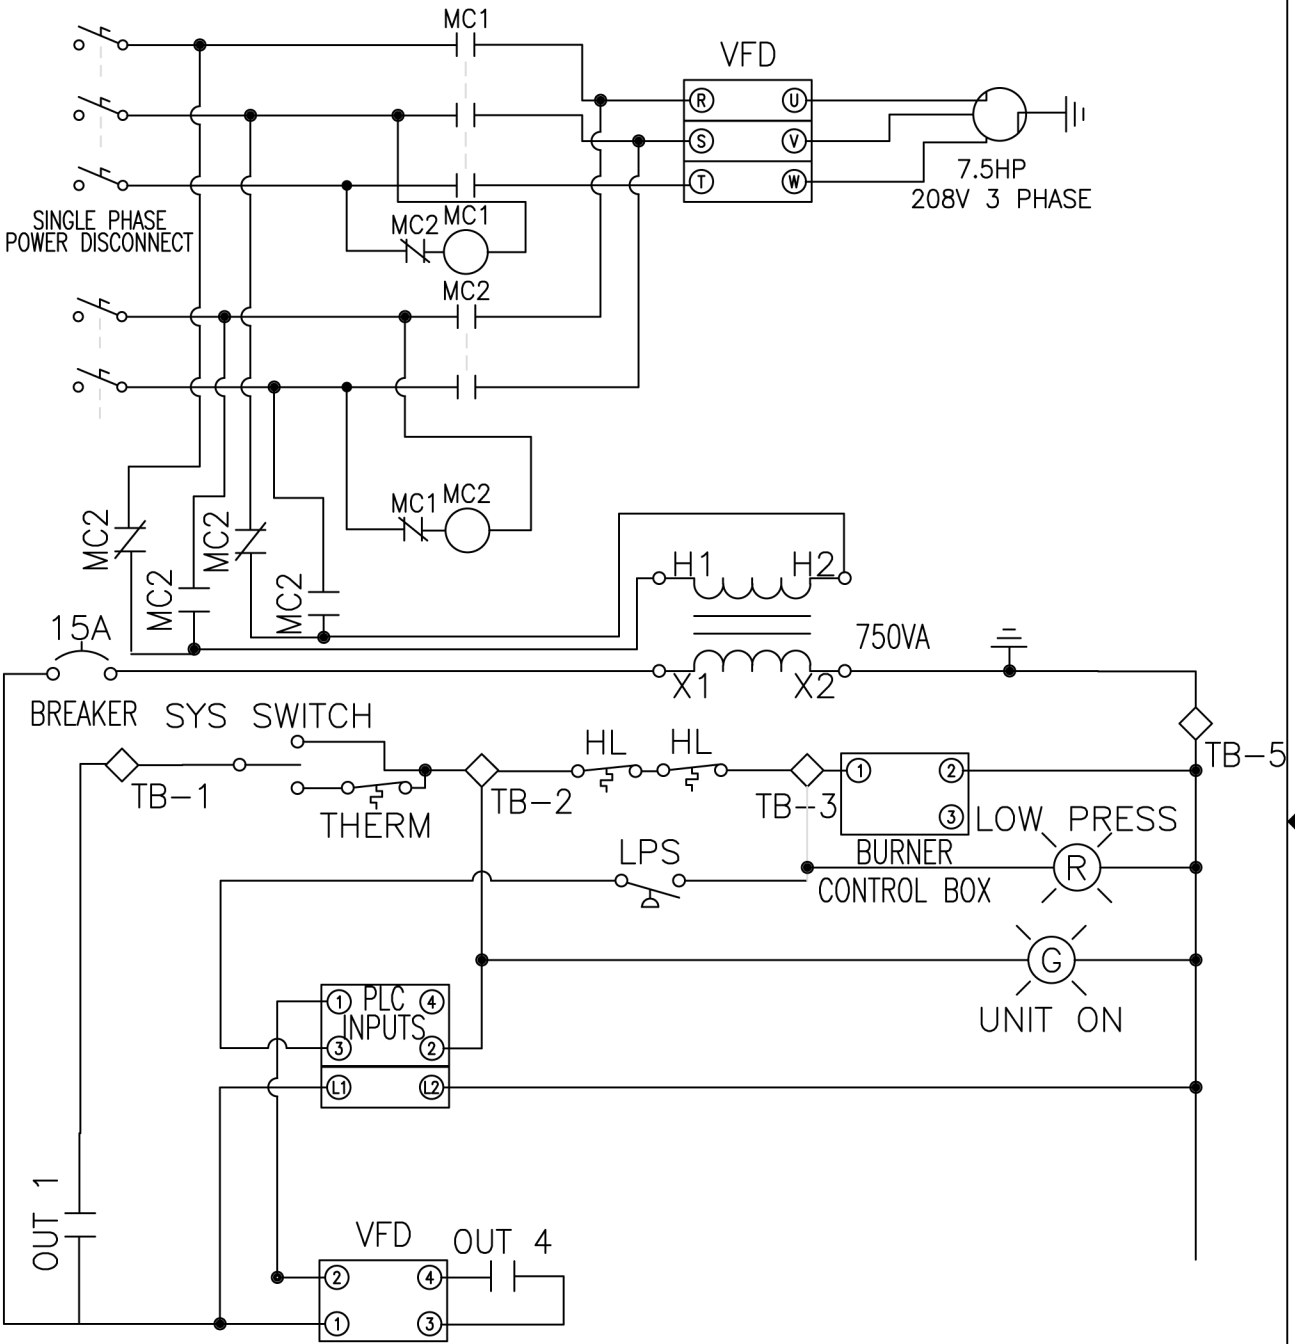 MC1
VFD
R
U
S
V
T
W
7.5HP
208V 3 PHASE
SINGLE PHASE
POWER DISCONNECT
MC2
MC1
MC2
MC1
MC2
MC2
MC2
MC2
MC2
H1
H2
15A
750VA
X1
X2
BREAKER
SYS SWITCH
TB-1
THERM
TB-2
HL
HL
TB-3
1
2
3
TB-5
BURNER
CONTROL BOX
LOW PRESS
R
LPS
G
UNIT ON
1
PLC
4
INPUTS
3
2
L1
L2
OUT 1
VFD
OUT 4
2
4
1
3